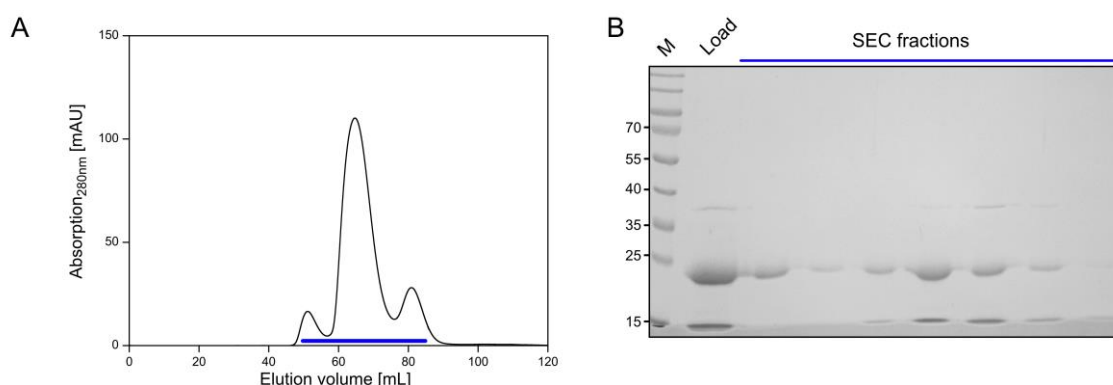 A
Absorption280nm [mAU]
150
100
50
0
0 20 40 60 80 100 120
Elution volume [mL]
B
M Load SEC fractions
70
55
40
35
25
15